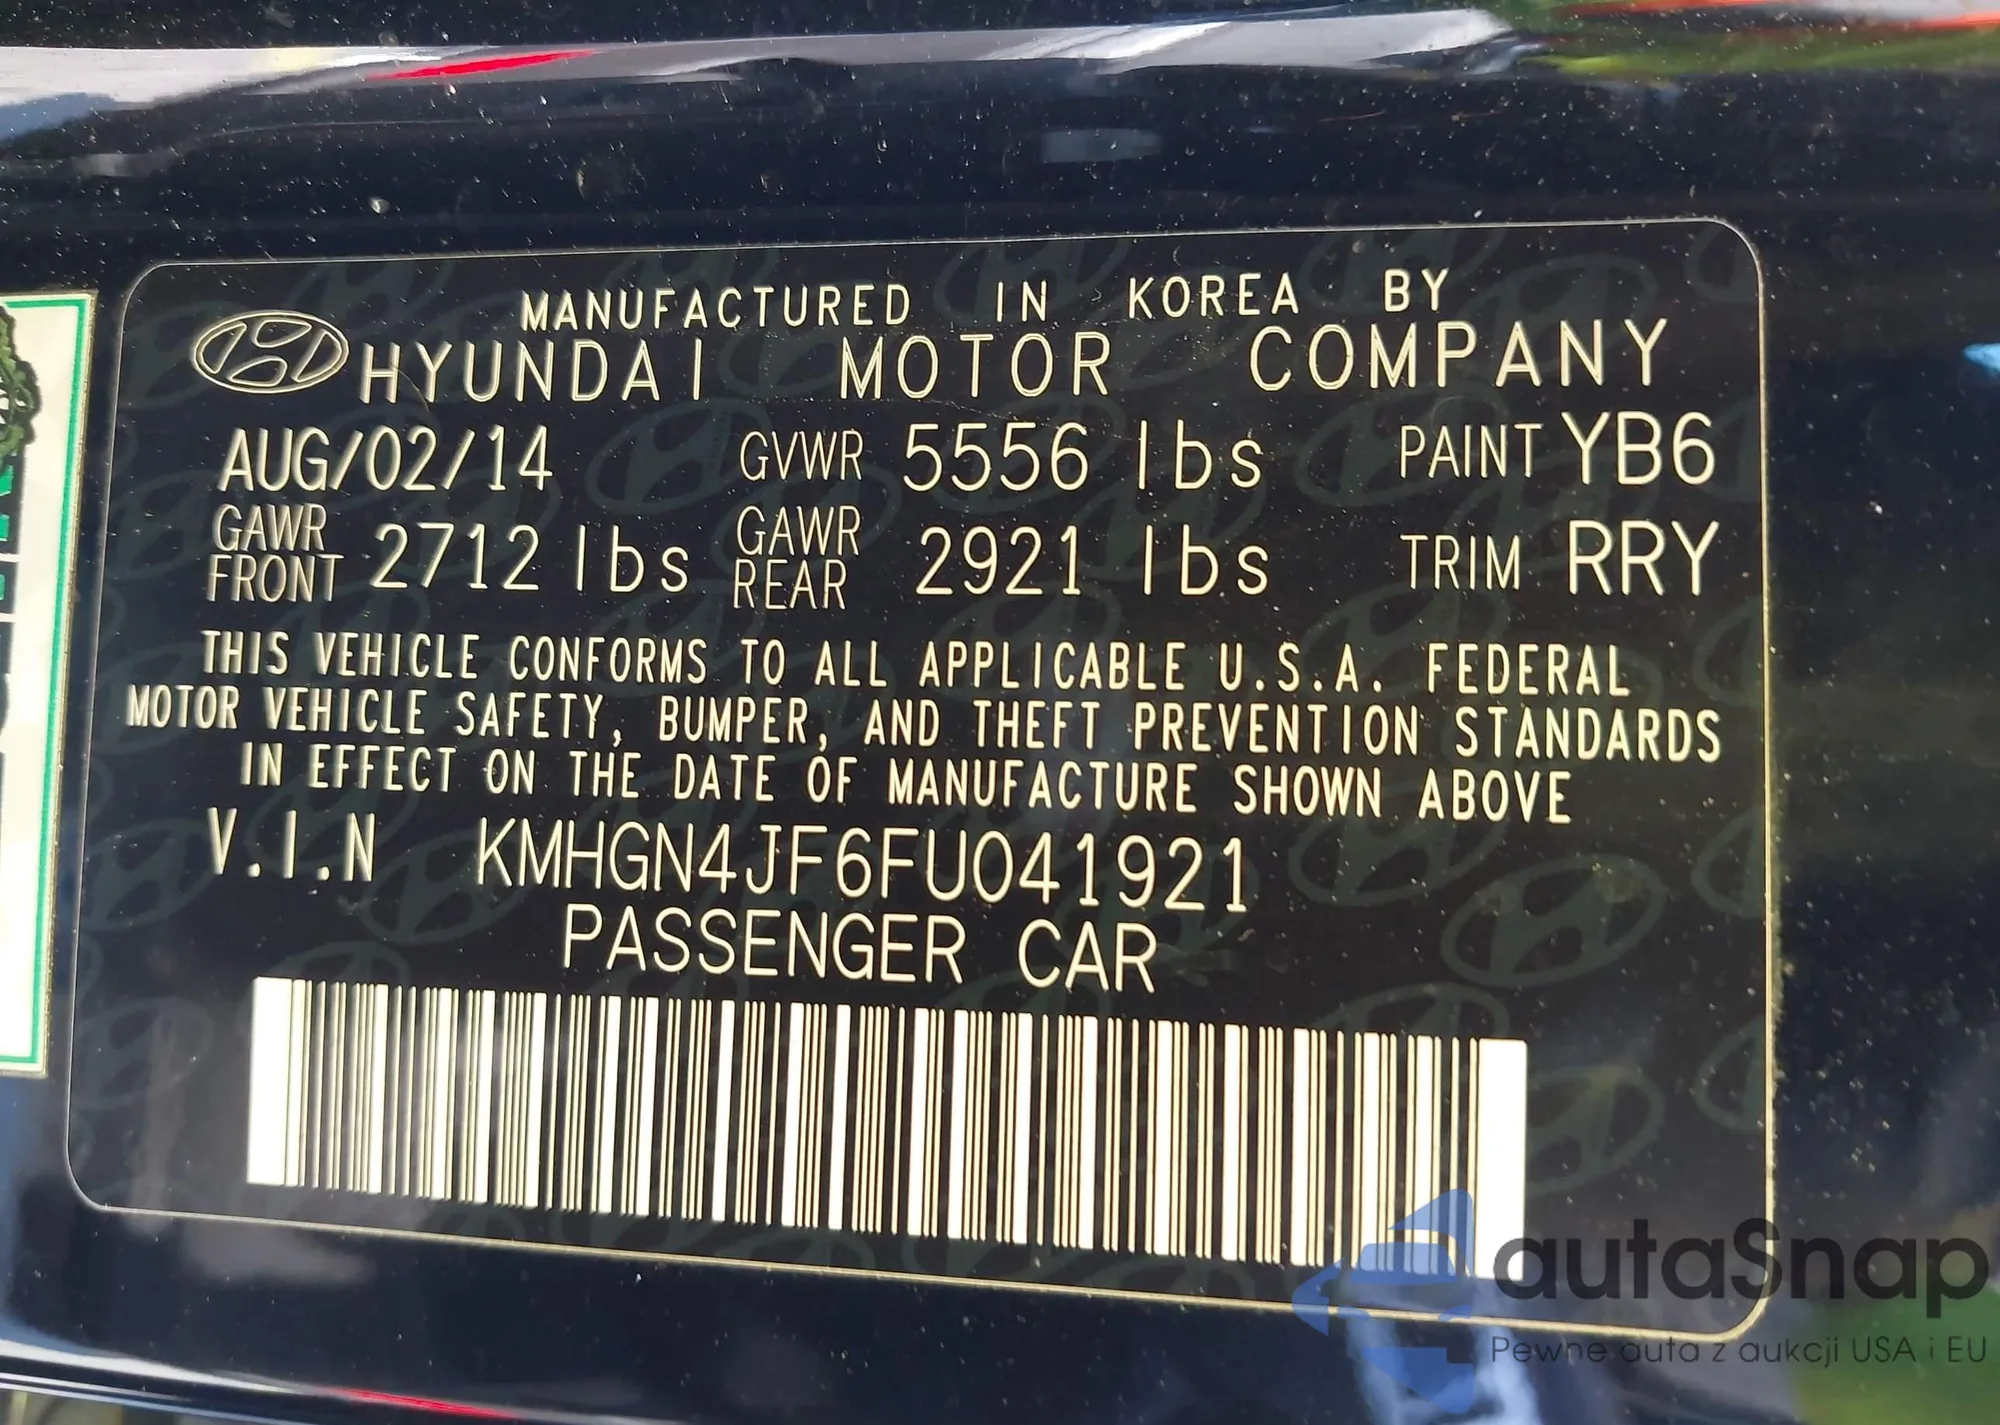 MANUFACTURED IN KOREA BY
HYUNDAI MOTOR COMPANY
AUG/02/14 GVWR 5556 lbs PAINT YB6
GAWR FRONT 2712 lbs GAWR REAR 2921 lbs TRIM RRY
THIS VEHICLE CONFORMS TO ALL APPLICABLE U.S.A. FEDERAL
MOTOR VEHICLE SAFETY, BUMPER, AND THEFT PREVENTION STANDARDS
IN EFFECT ON THE DATE OF MANUFACTURE SHOWN ABOVE
V.I.N KMHGN4JF6FU041921
PASSENGER CAR
autaSnap
Pewne auta z aukcji USA i EU